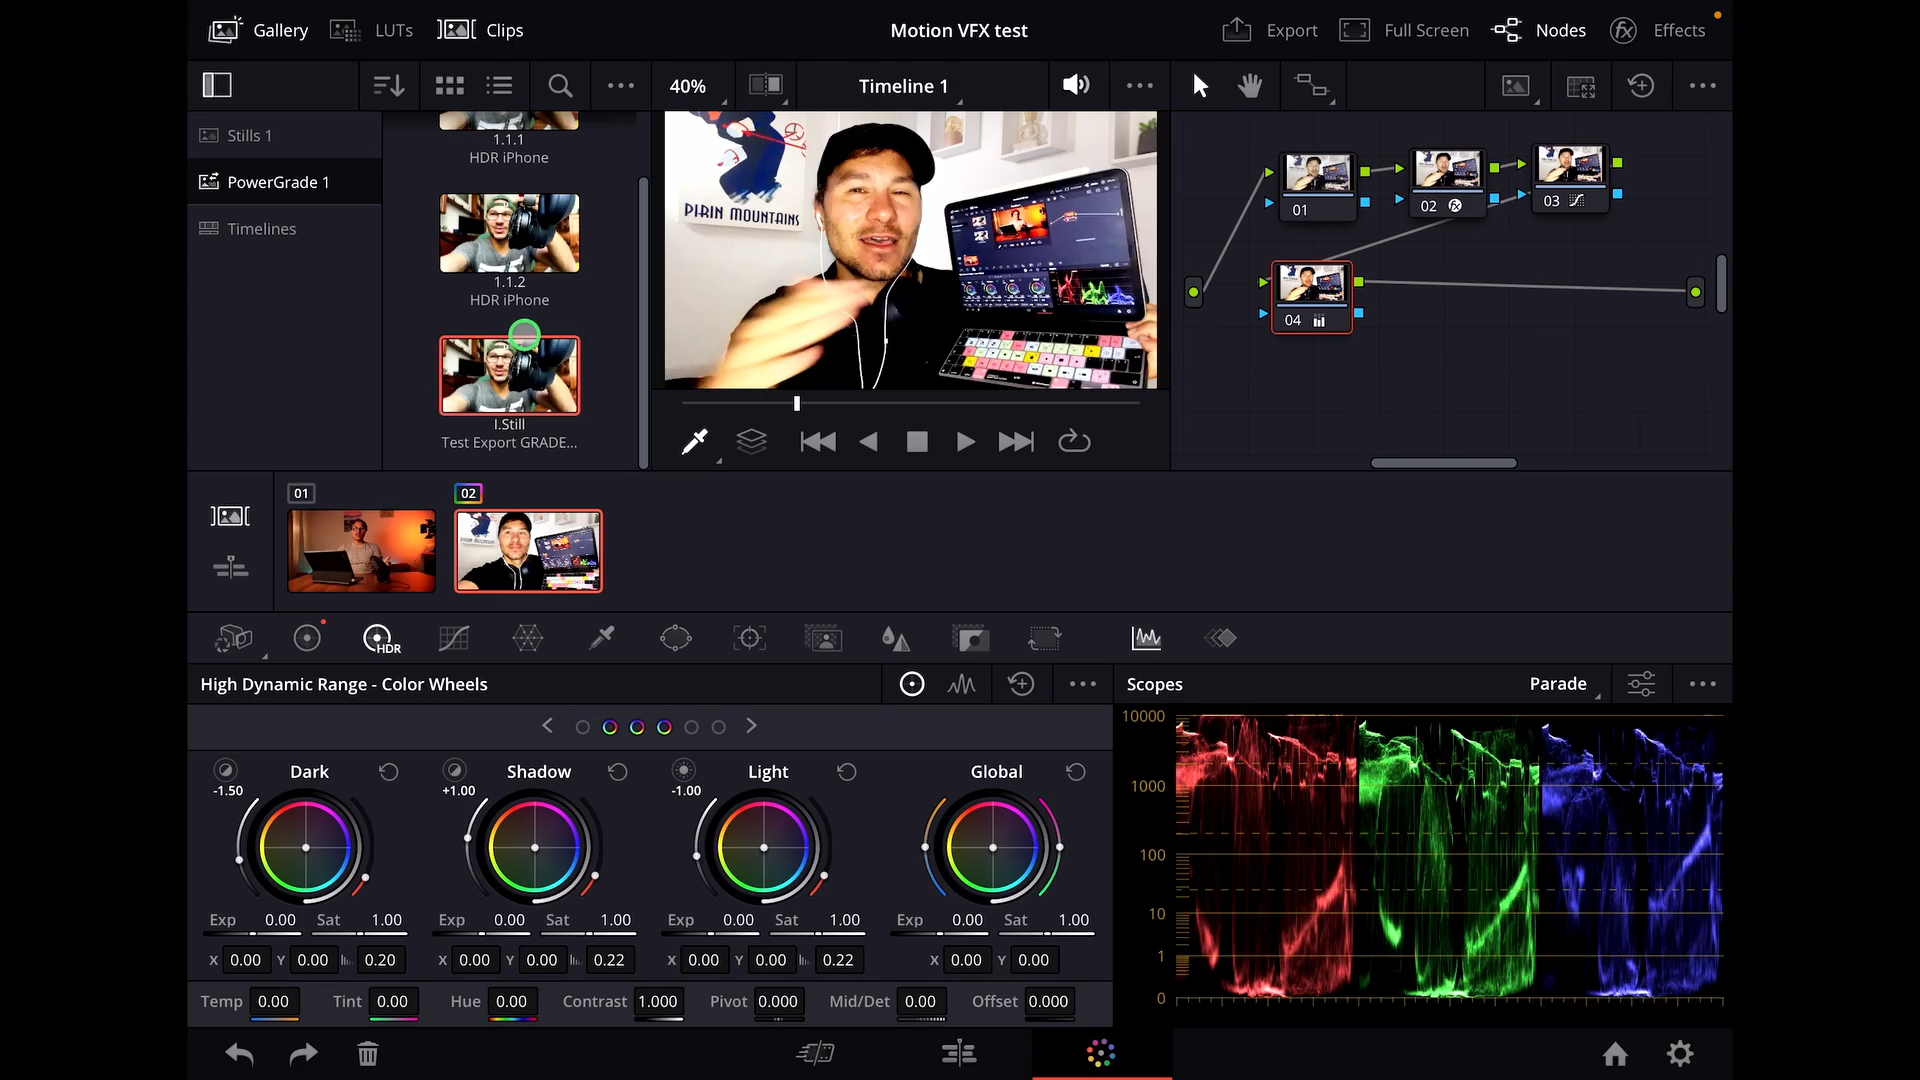 Gallery LUTs Clips Motion VFX test Export Full Screen Nodes fx Effects
40% Timeline 1
Stills 1
PowerGrade 1
Timelines
1.1.1
HDR iPhone
1.1.2
HDR iPhone
I.Still
Test Export GRADE...
PIRIN MOUNTAINS
01
02 fx
03
04
01
02
HDR
High Dynamic Range - Color Wheels
Dark Shadow Light Global
-1.50 +1.00 -1.00
Exp 0.00 Sat 1.00 Exp 0.00 Sat 1.00 Exp 0.00 Sat 1.00 Exp 0.00 Sat 1.00
X 0.00 Y 0.00 0.20 X 0.00 Y 0.00 0.22 X 0.00 Y 0.00 0.22 X 0.00 Y 0.00
Temp 0.00 Tint 0.00 Hue 0.00 Contrast 1.000 Pivot 0.000 Mid/Det 0.00 Offset 0.000
Scopes Parade
10000
1000
100
10
1
0